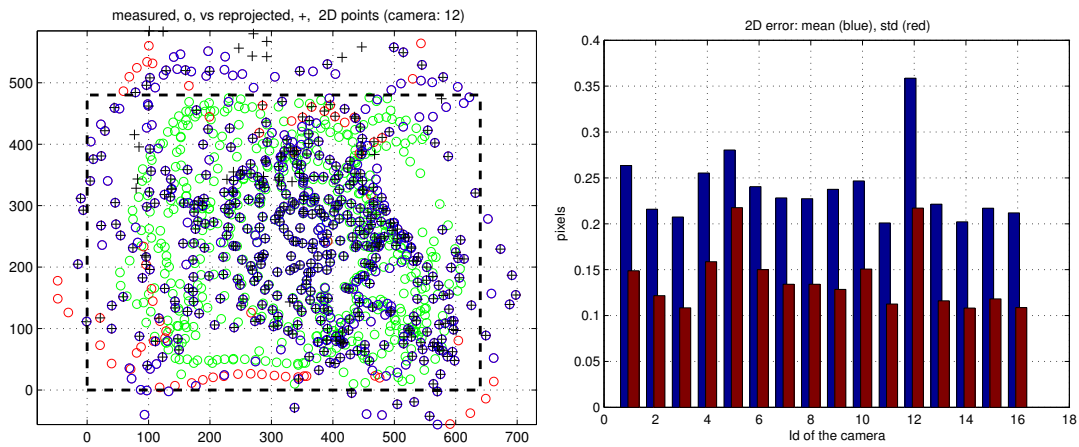 measured, o, vs reprojected, +,  2D points (camera: 12)
500
400
300
200
100
0
0 100 200 300 400 500 600 700
2D error: mean (blue), std (red)
0.4
0.35
0.3
0.25
0.2
0.15
0.1
0.05
0
pixels
0 2 4 6 8 10 12 14 16 18
Id of the camera